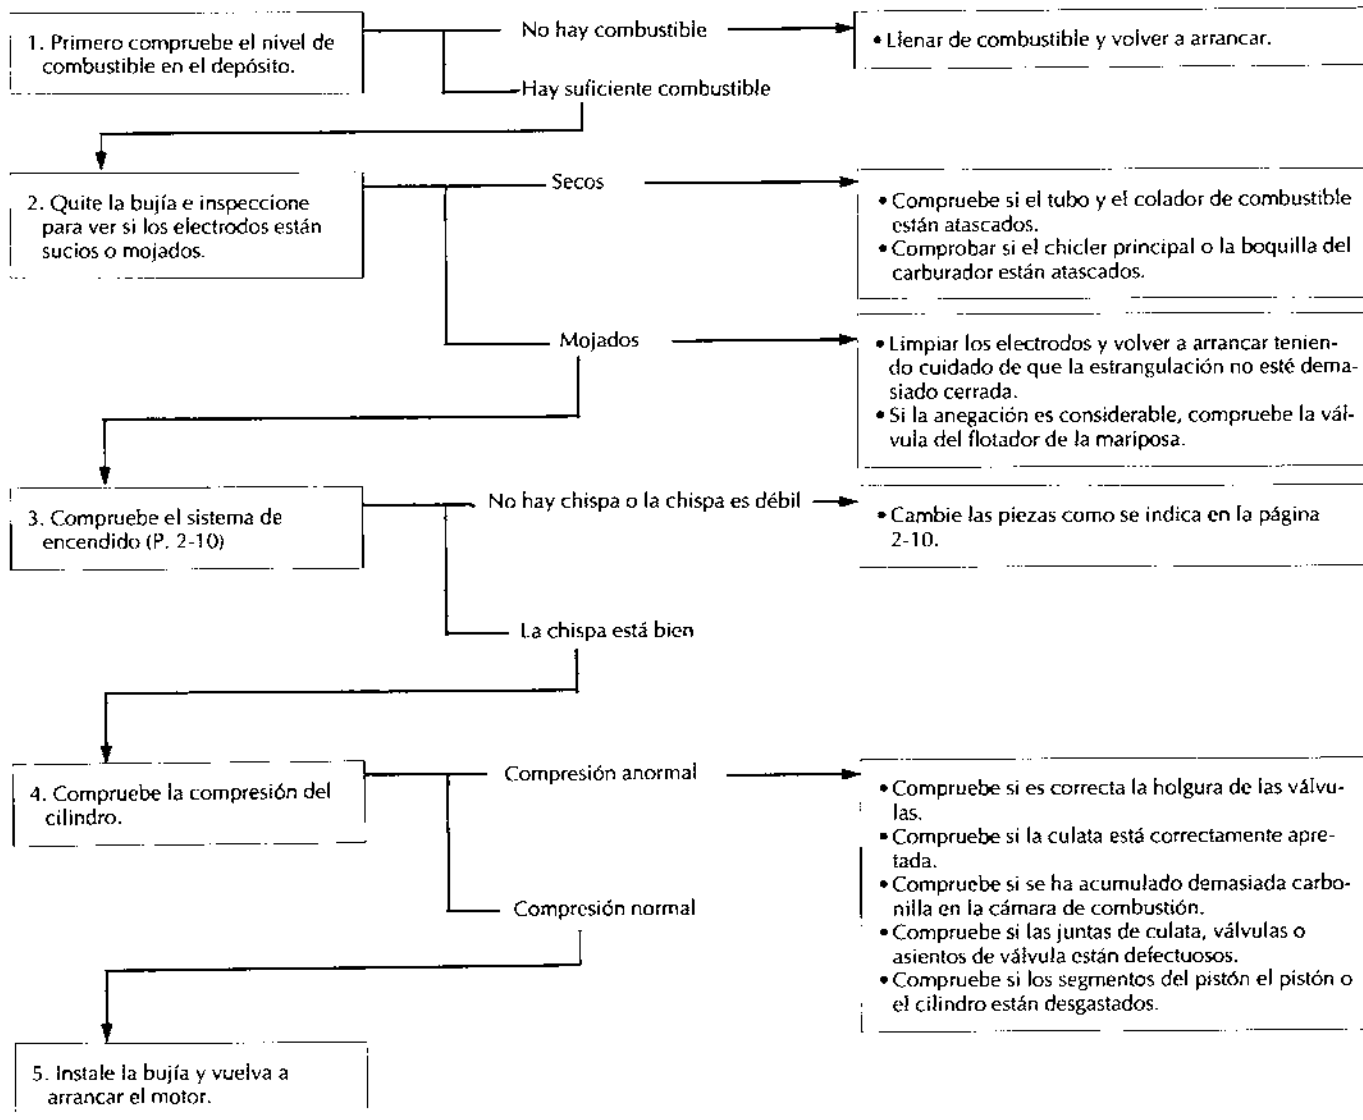 1. Primero compruebe el nivel de
combustible en el depósito.
No hay combustible
• Llenar de combustible y volver a arrancar.
Hay suficiente combustible
2. Quite la bujía e inspeccione
para ver si los electrodos están
sucios o mojados.
Secos
• Compruebe si el tubo y el colador de combustible
están atascados.
• Comprobar si el chicler principal o la boquilla del
carburador están atascados.
Mojados
• Limpiar los electrodos y volver a arrancar tenien-
do cuidado de que la estrangulación no esté dema-
siado cerrada.
• Si la anegación es considerable, compruebe la vál-
vula del flotador de la mariposa.
3. Compruebe el sistema de
encendido (P. 2-10)
No hay chispa o la chispa es débil
• Cambie las piezas como se indica en la página
2-10.
La chispa está bien
4. Compruebe la compresión del
cilindro.
Compresión anormal
• Compruebe si es correcta la holgura de las válvu-
las.
• Compruebe si la culata está correctamente apre-
tada.
• Compruebe si se ha acumulado demasiada carbo-
nilla en la cámara de combustión.
• Compruebe si las juntas de culata, válvulas o
asientos de válvula están defectuosos.
• Compruebe si los segmentos del pistón el pistón o
el cilindro están desgastados.
Compresión normal
5. Instale la bujía y vuelva a
arrancar el motor.